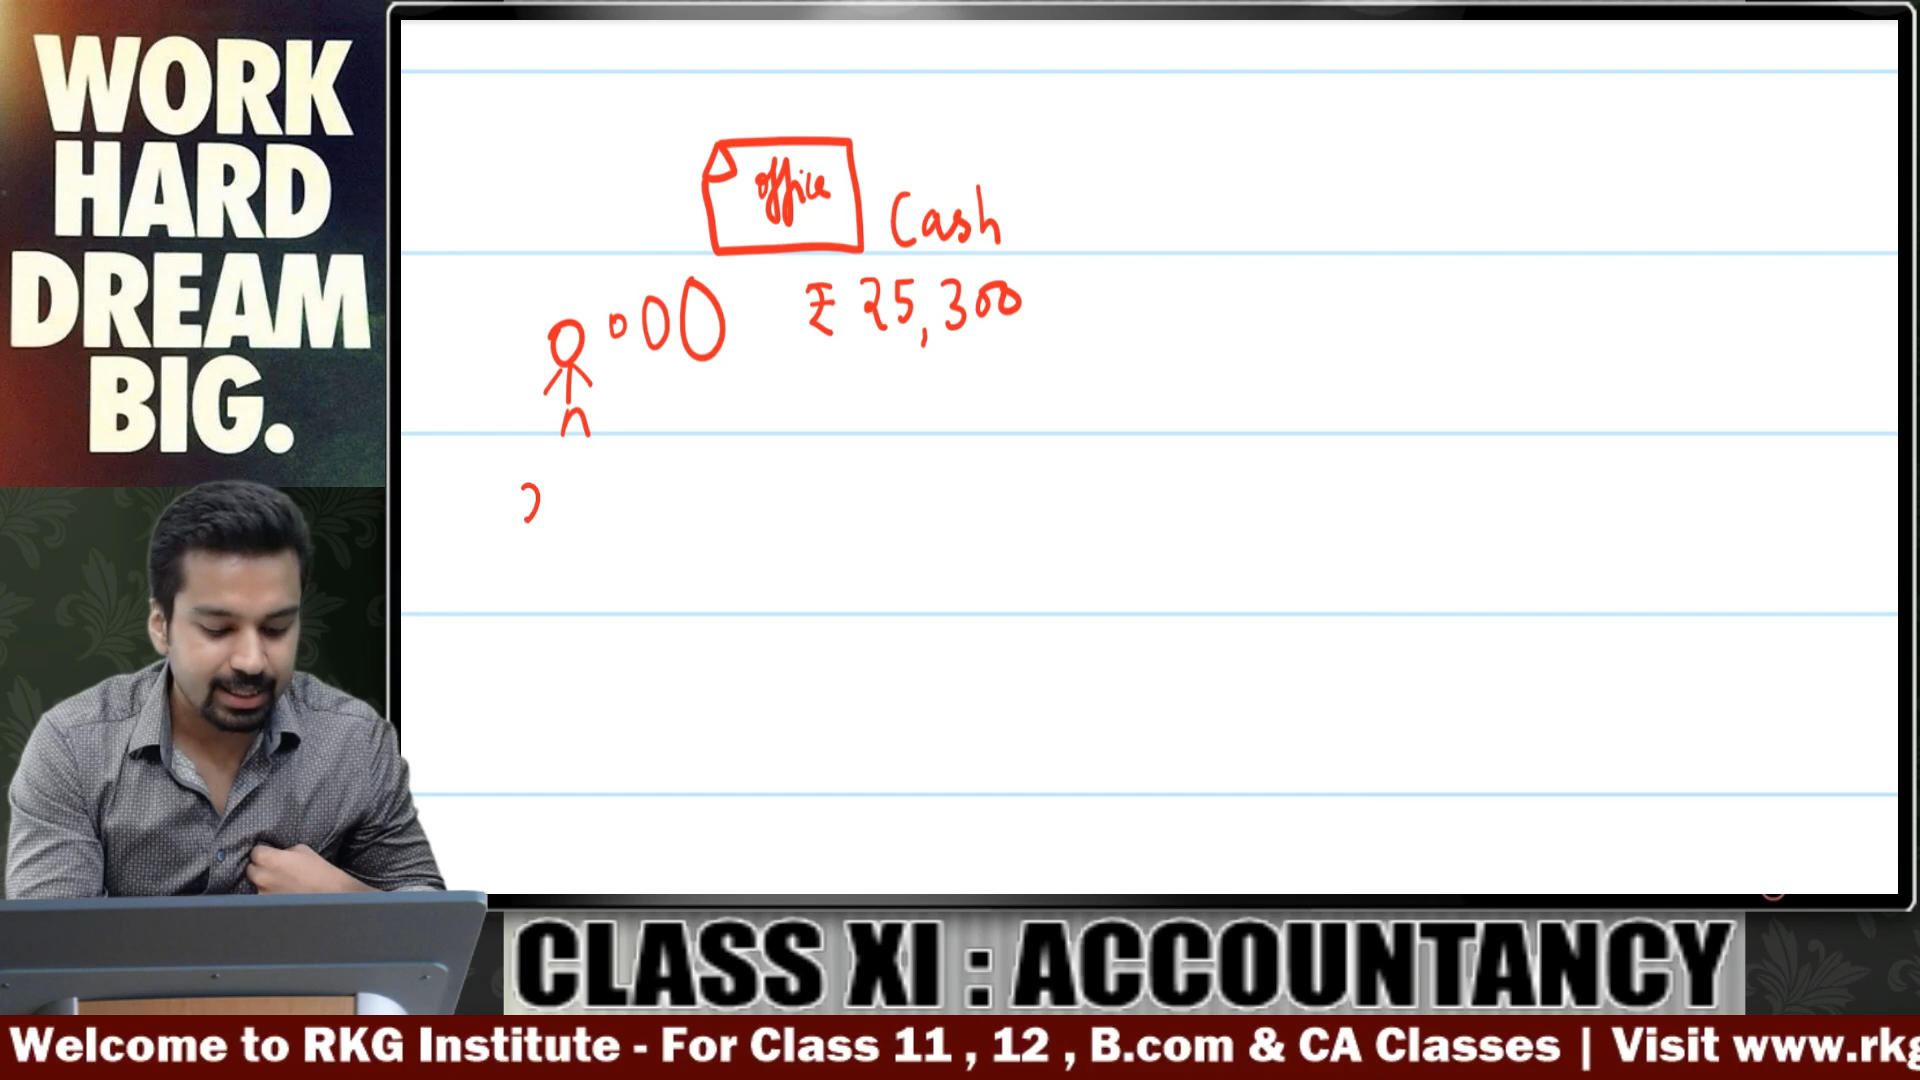 WORK
HARD
DREAM
BIG.
office
Cash
₹ 25,300
CLASS XI : ACCOUNTANCY
Welcome to RKG Institute - For Class 11 , 12 , B.com & CA Classes | Visit www.rkg